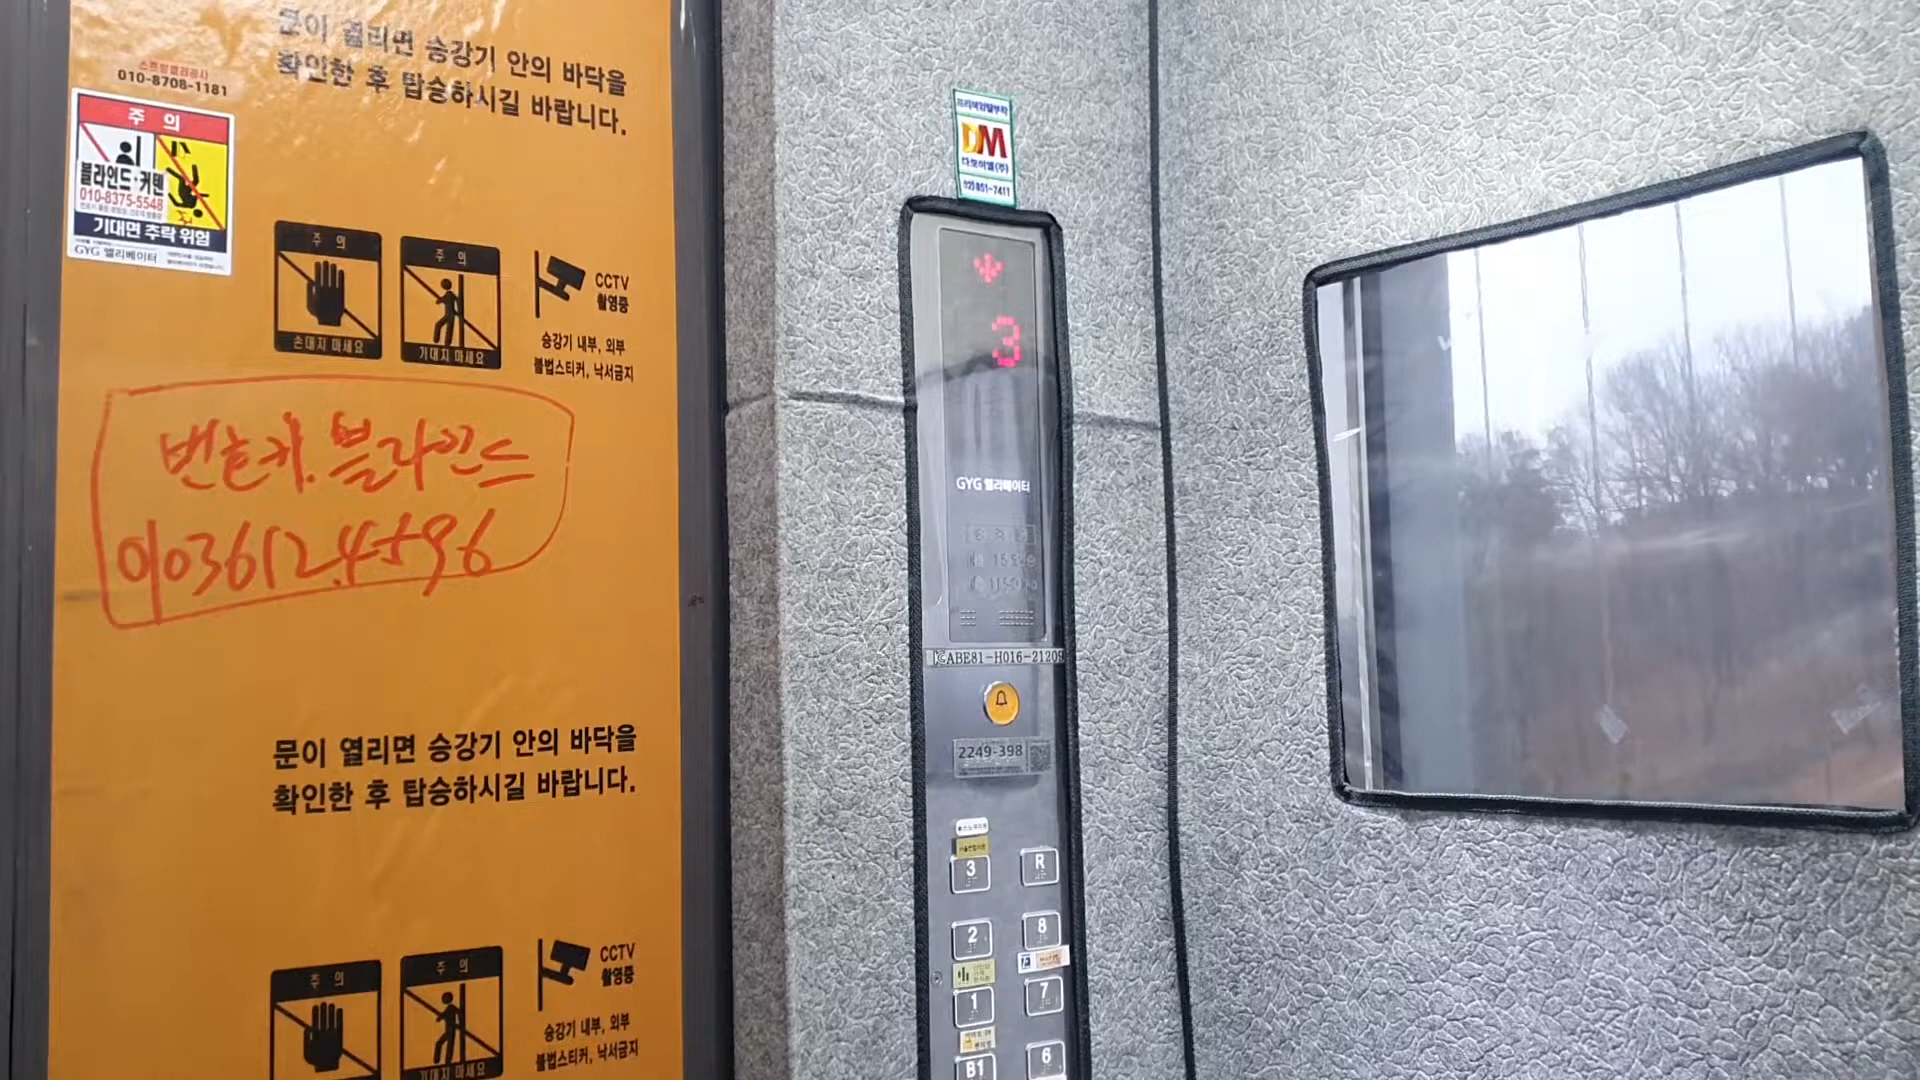 문이 열리면 승강기 안의 바닥을
확인한 후 탑승하시길 바랍니다.
010-8708-1181
주 의
블라인드·커텐
010-8375-5548
기대면 추락 위험
GYG 엘리베이터
주 의
손대지 마세요
주 의
기대지 마세요
CCTV
촬영중
승강기 내부, 외부
불법스티커, 낙서금지
번호키.블라인드
01036124596
문이 열리면 승강기 안의 바닥을
확인한 후 탑승하시길 바랍니다.
주 의
주 의
기대지 마세요
CCTV
촬영중
승강기 내부, 외부
불법스티커, 낙서금지
DM
851-7411
3
GYG 엘리베이터
ABE81-H016-21209
2249-398
3
R
2
8
1
7
B1
6